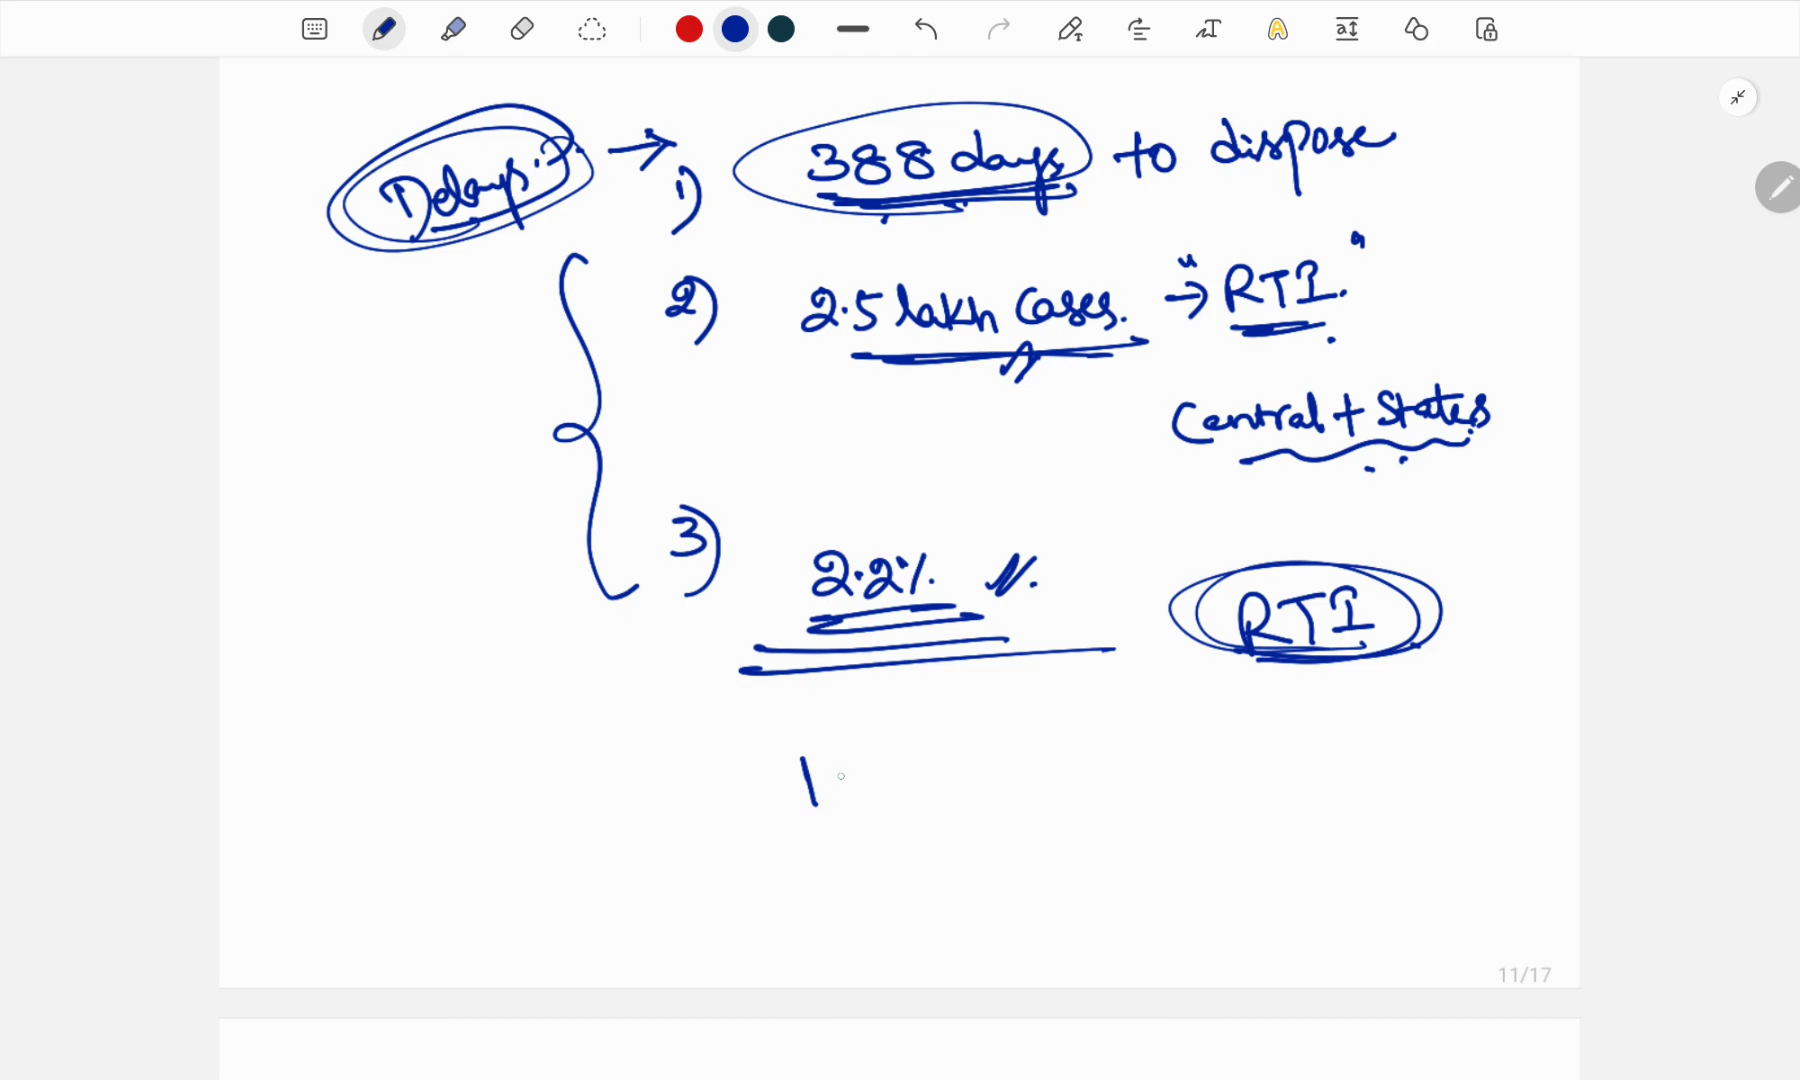 Delays:- → 1) 388 days to dispose
2) 2.5 lakh Cases. → "RTI."
Central + States
3) 2.2% RTI
11/17